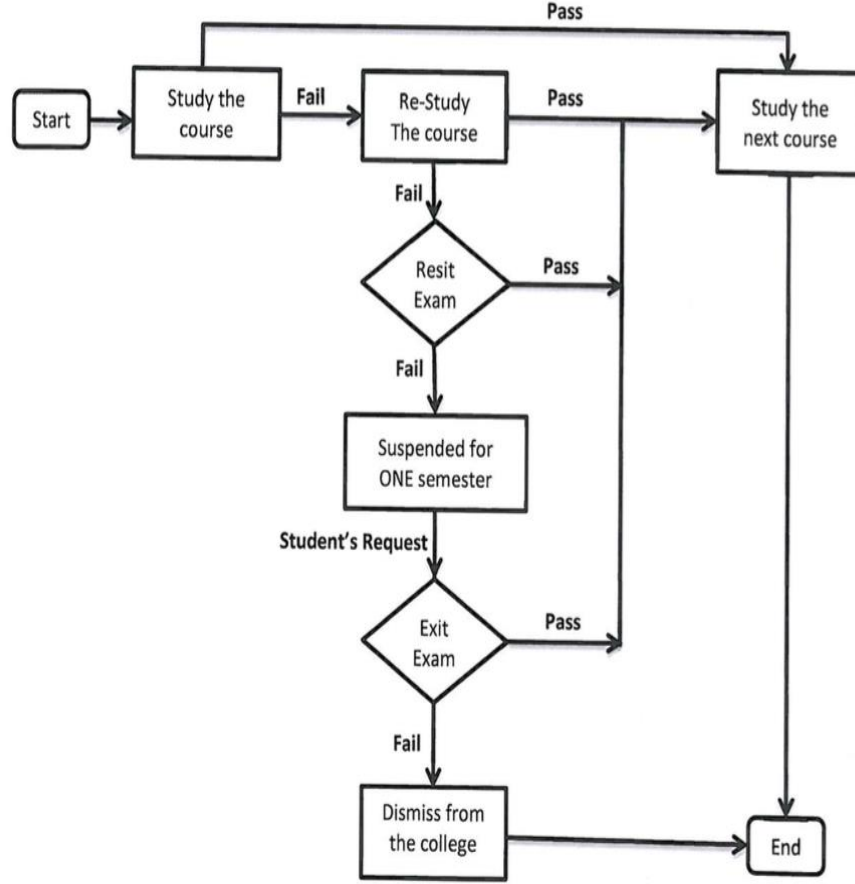 Pass
Start
Study the
course
Fail
Re-Study
The course
Pass
Study the
next course
Fail
Resit
Exam
Pass
Fail
Suspended for
ONE semester
Student's Request
Exit
Exam
Pass
Fail
Dismiss from
the college
End